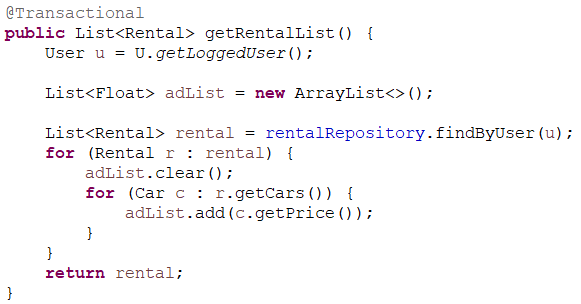 @Transactional
public List<Rental> getRentalList() {
    User u = U.getLoggedUser();

    List<Float> adList = new ArrayList<>();

    List<Rental> rental = rentalRepository.findByUser(u);
    for (Rental r : rental) {
        adList.clear();
        for (Car c : r.getCars()) {
            adList.add(c.getPrice());
        }
    }
    return rental;
}